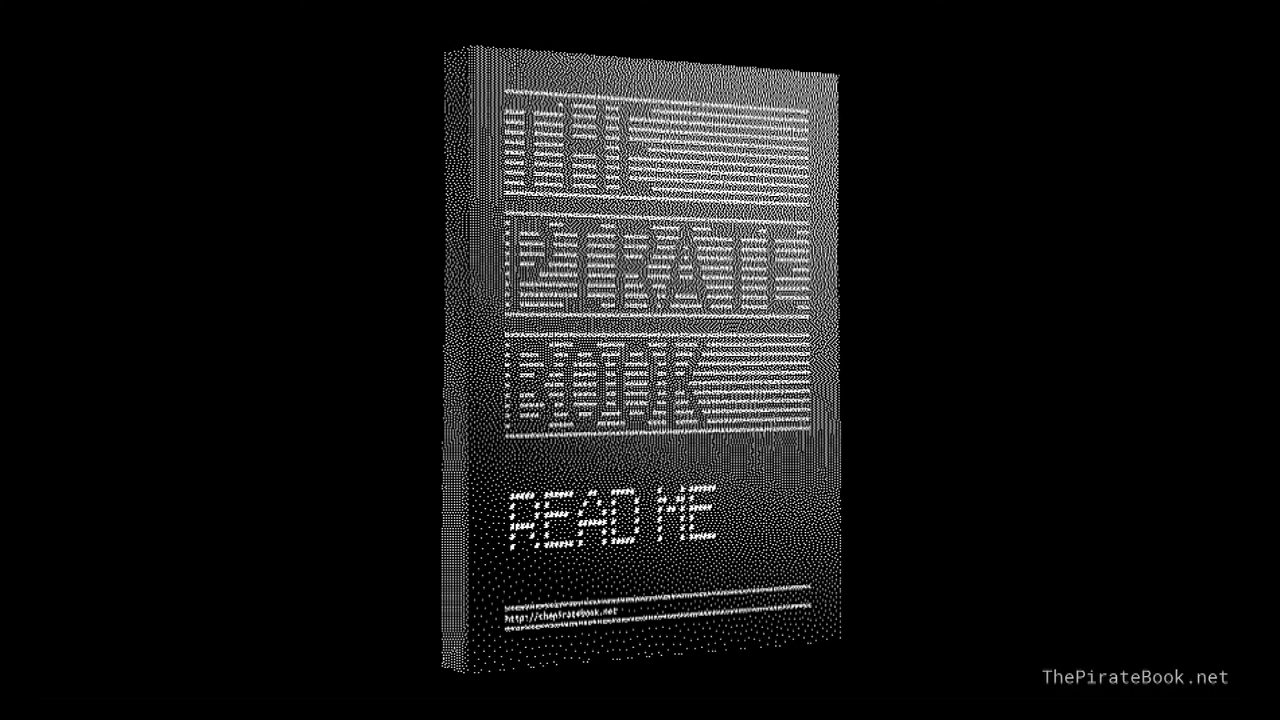 THE
PIRATE
BOOK
READ ME
http://thepiratebook.net
ThePirateBook.net